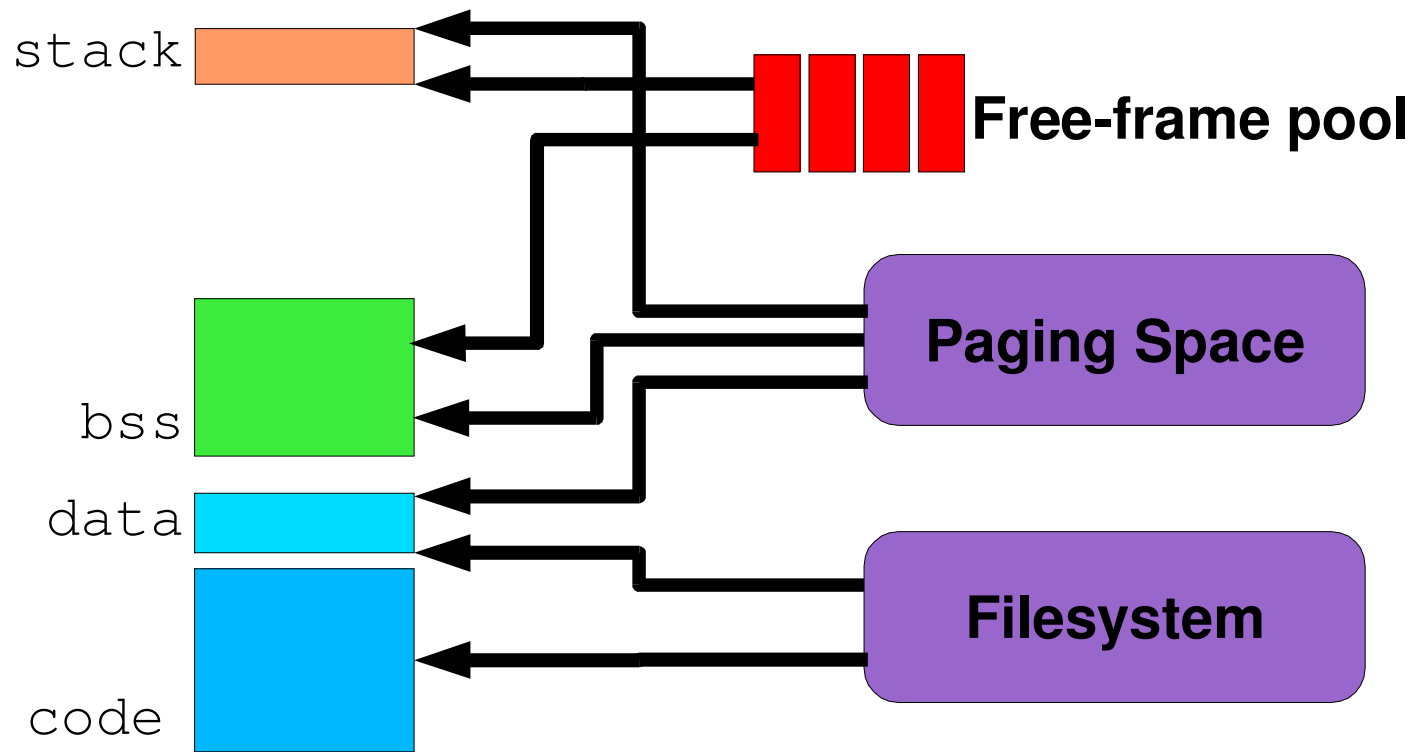 stack
Free-frame pool
Paging Space
bss
data
Filesystem
code